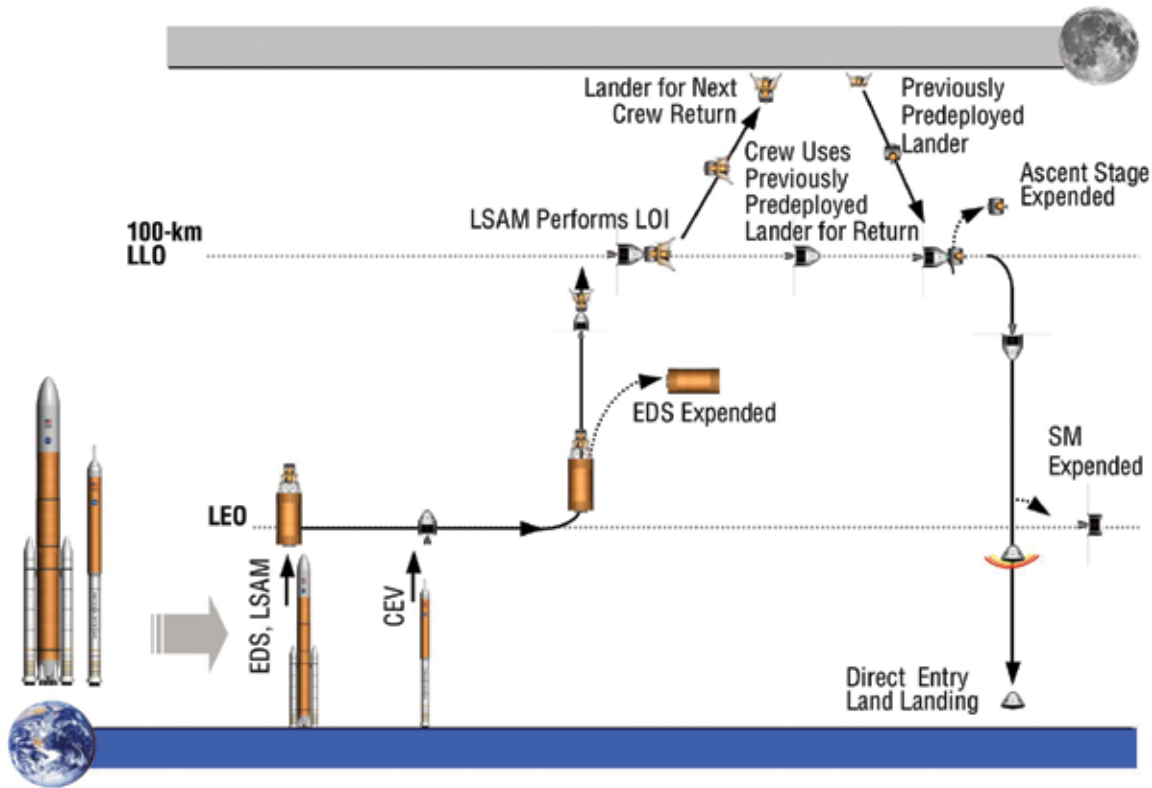 Lander for Next
Crew Return
Previously
Predeployed
Lander
Crew Uses
Previously
Predeployed
Lander for Return
Ascent Stage
Expended
LSAM Performs LOI
100-km
LLO
EDS Expended
SM
Expended
LEO
EDS, LSAM
CEV
Direct Entry
Land Landing